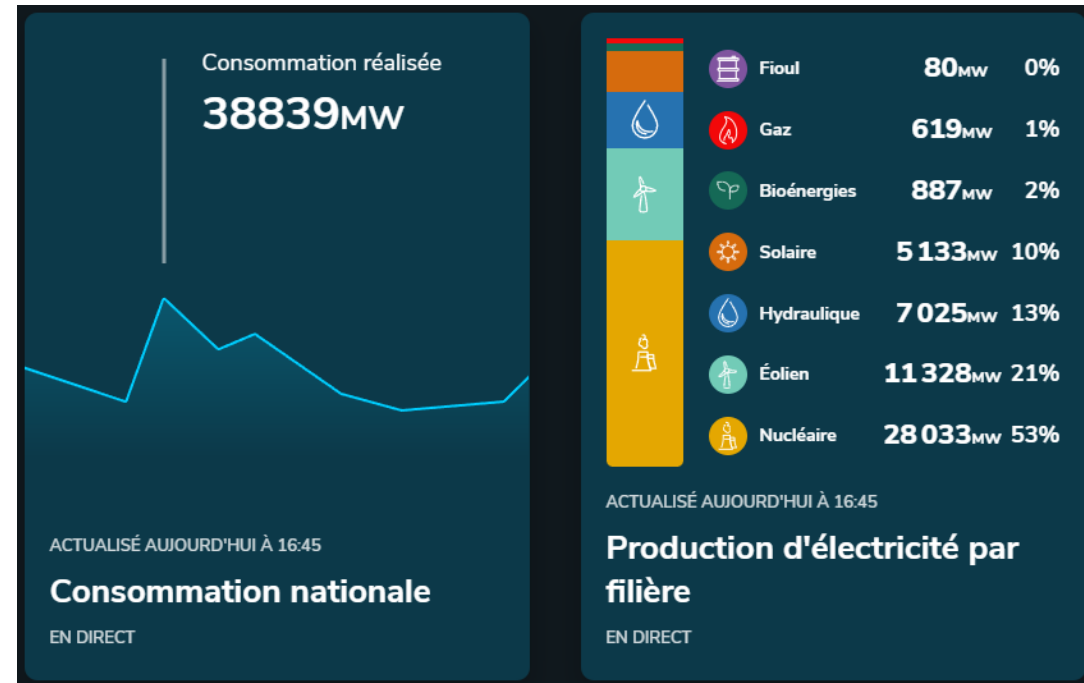 Consommation réalisée
38839MW
ACTUALISÉ AUJOURD'HUI À 16:45
Consommation nationale
EN DIRECT
Fioul 80MW 0%
Gaz 619MW 1%
Bioénergies 887MW 2%
Solaire 5 133MW 10%
Hydraulique 7 025MW 13%
Éolien 11 328MW 21%
Nucléaire 28 033MW 53%
ACTUALISÉ AUJOURD'HUI À 16:45
Production d'électricité par
filière
EN DIRECT